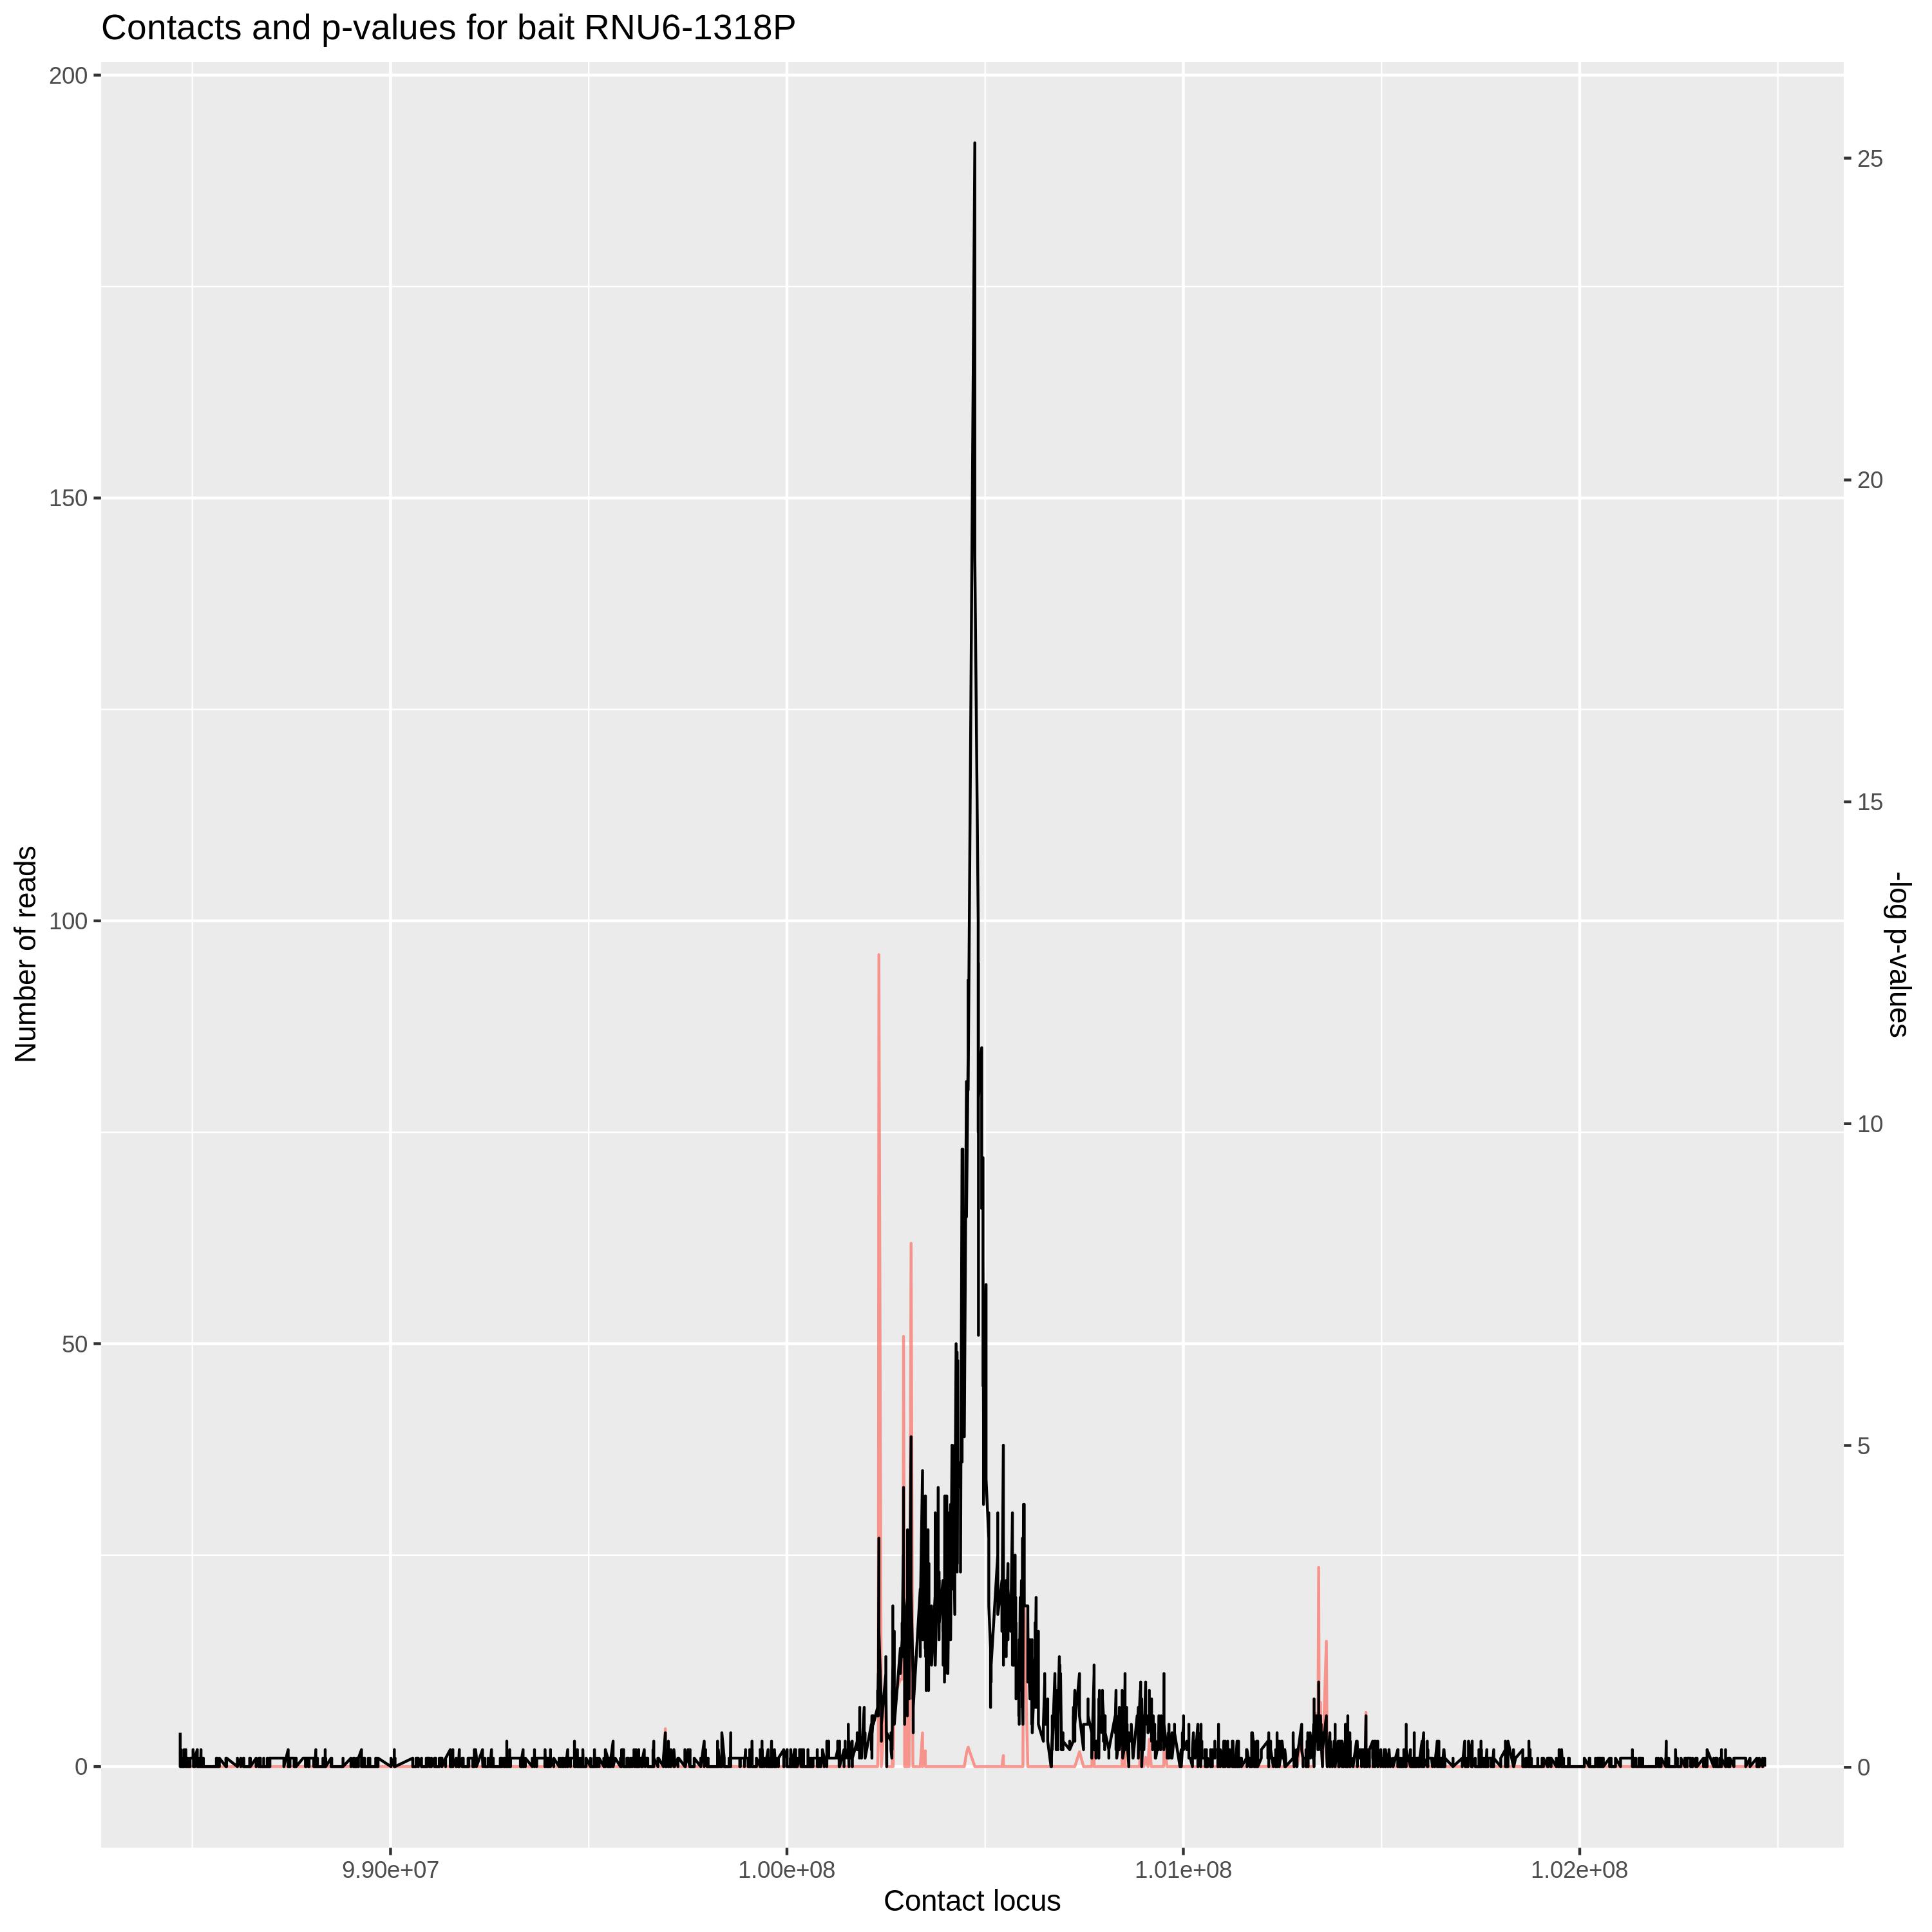 Contacts and p-values for bait RNU6-1318P
200
150
100
50
0
Number of reads
25
20
15
10
5
0
-log p-values
9.90e+07
1.00e+08
1.01e+08
1.02e+08
Contact locus